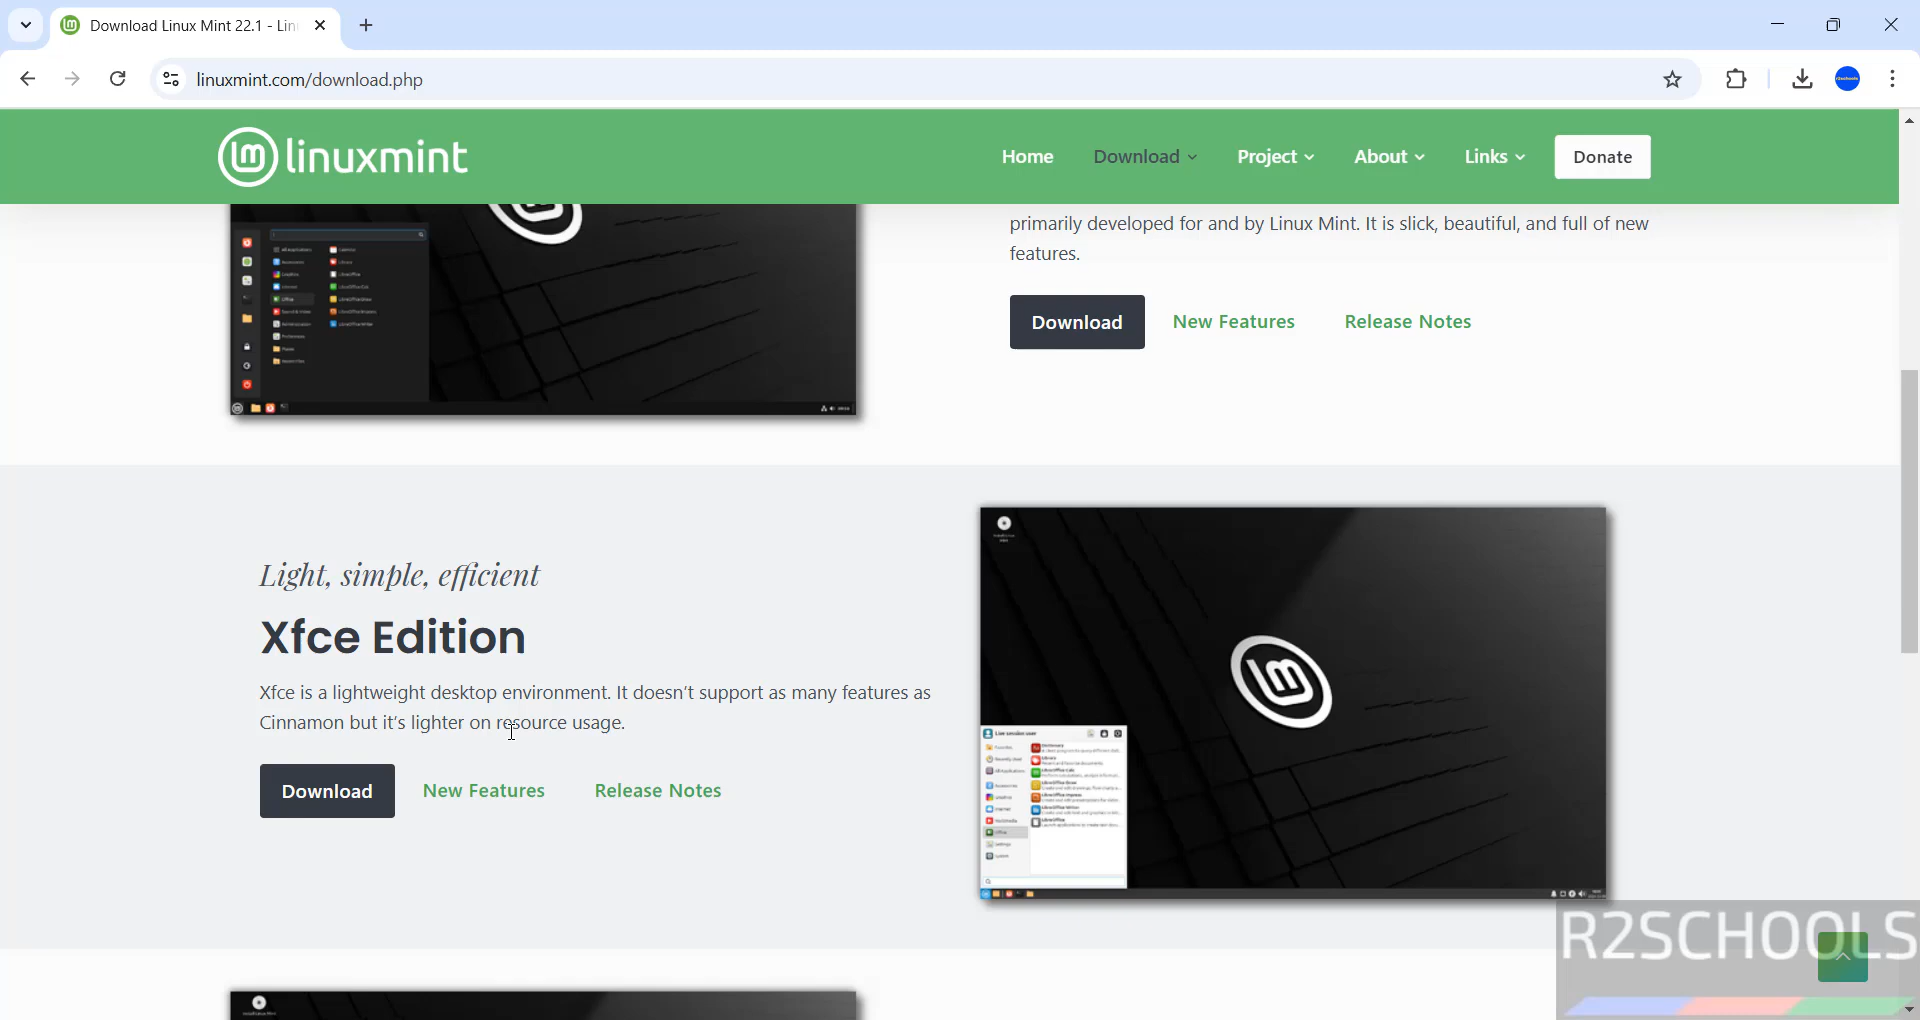 Download Linux Mint 22.1 - Lin
linuxmint.com/download.php
linuxmint
Home
Download
Project
About
Links
Donate
primarily developed for and by Linux Mint. It is slick, beautiful, and full of new
features.
Download
New Features
Release Notes
Light, simple, efficient
Xfce Edition
Xfce is a lightweight desktop environment. It doesn't support as many features as
Cinnamon but it's lighter on resource usage.
Download
New Features
Release Notes
R2SCHOOLS